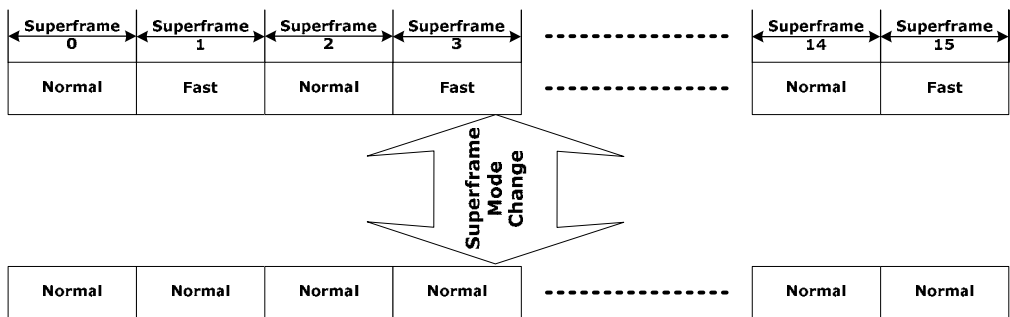 Superframe Superframe Superframe Superframe Superframe Superframe
0 1 2 3 14 15
Normal Fast Normal Fast Normal Fast
Superframe
Mode
Change
Normal Normal Normal Normal Normal Normal